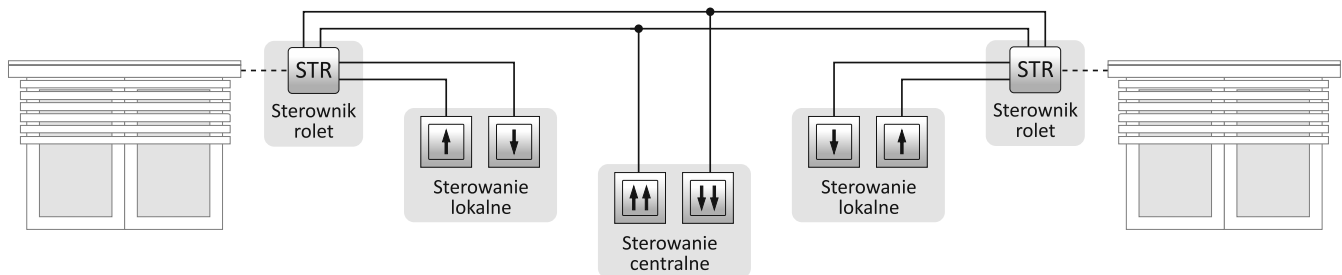 STR
Sterownik
rolet
Sterowanie
lokalne
Sterowanie
centralne
Sterowanie
lokalne
STR
Sterownik
rolet